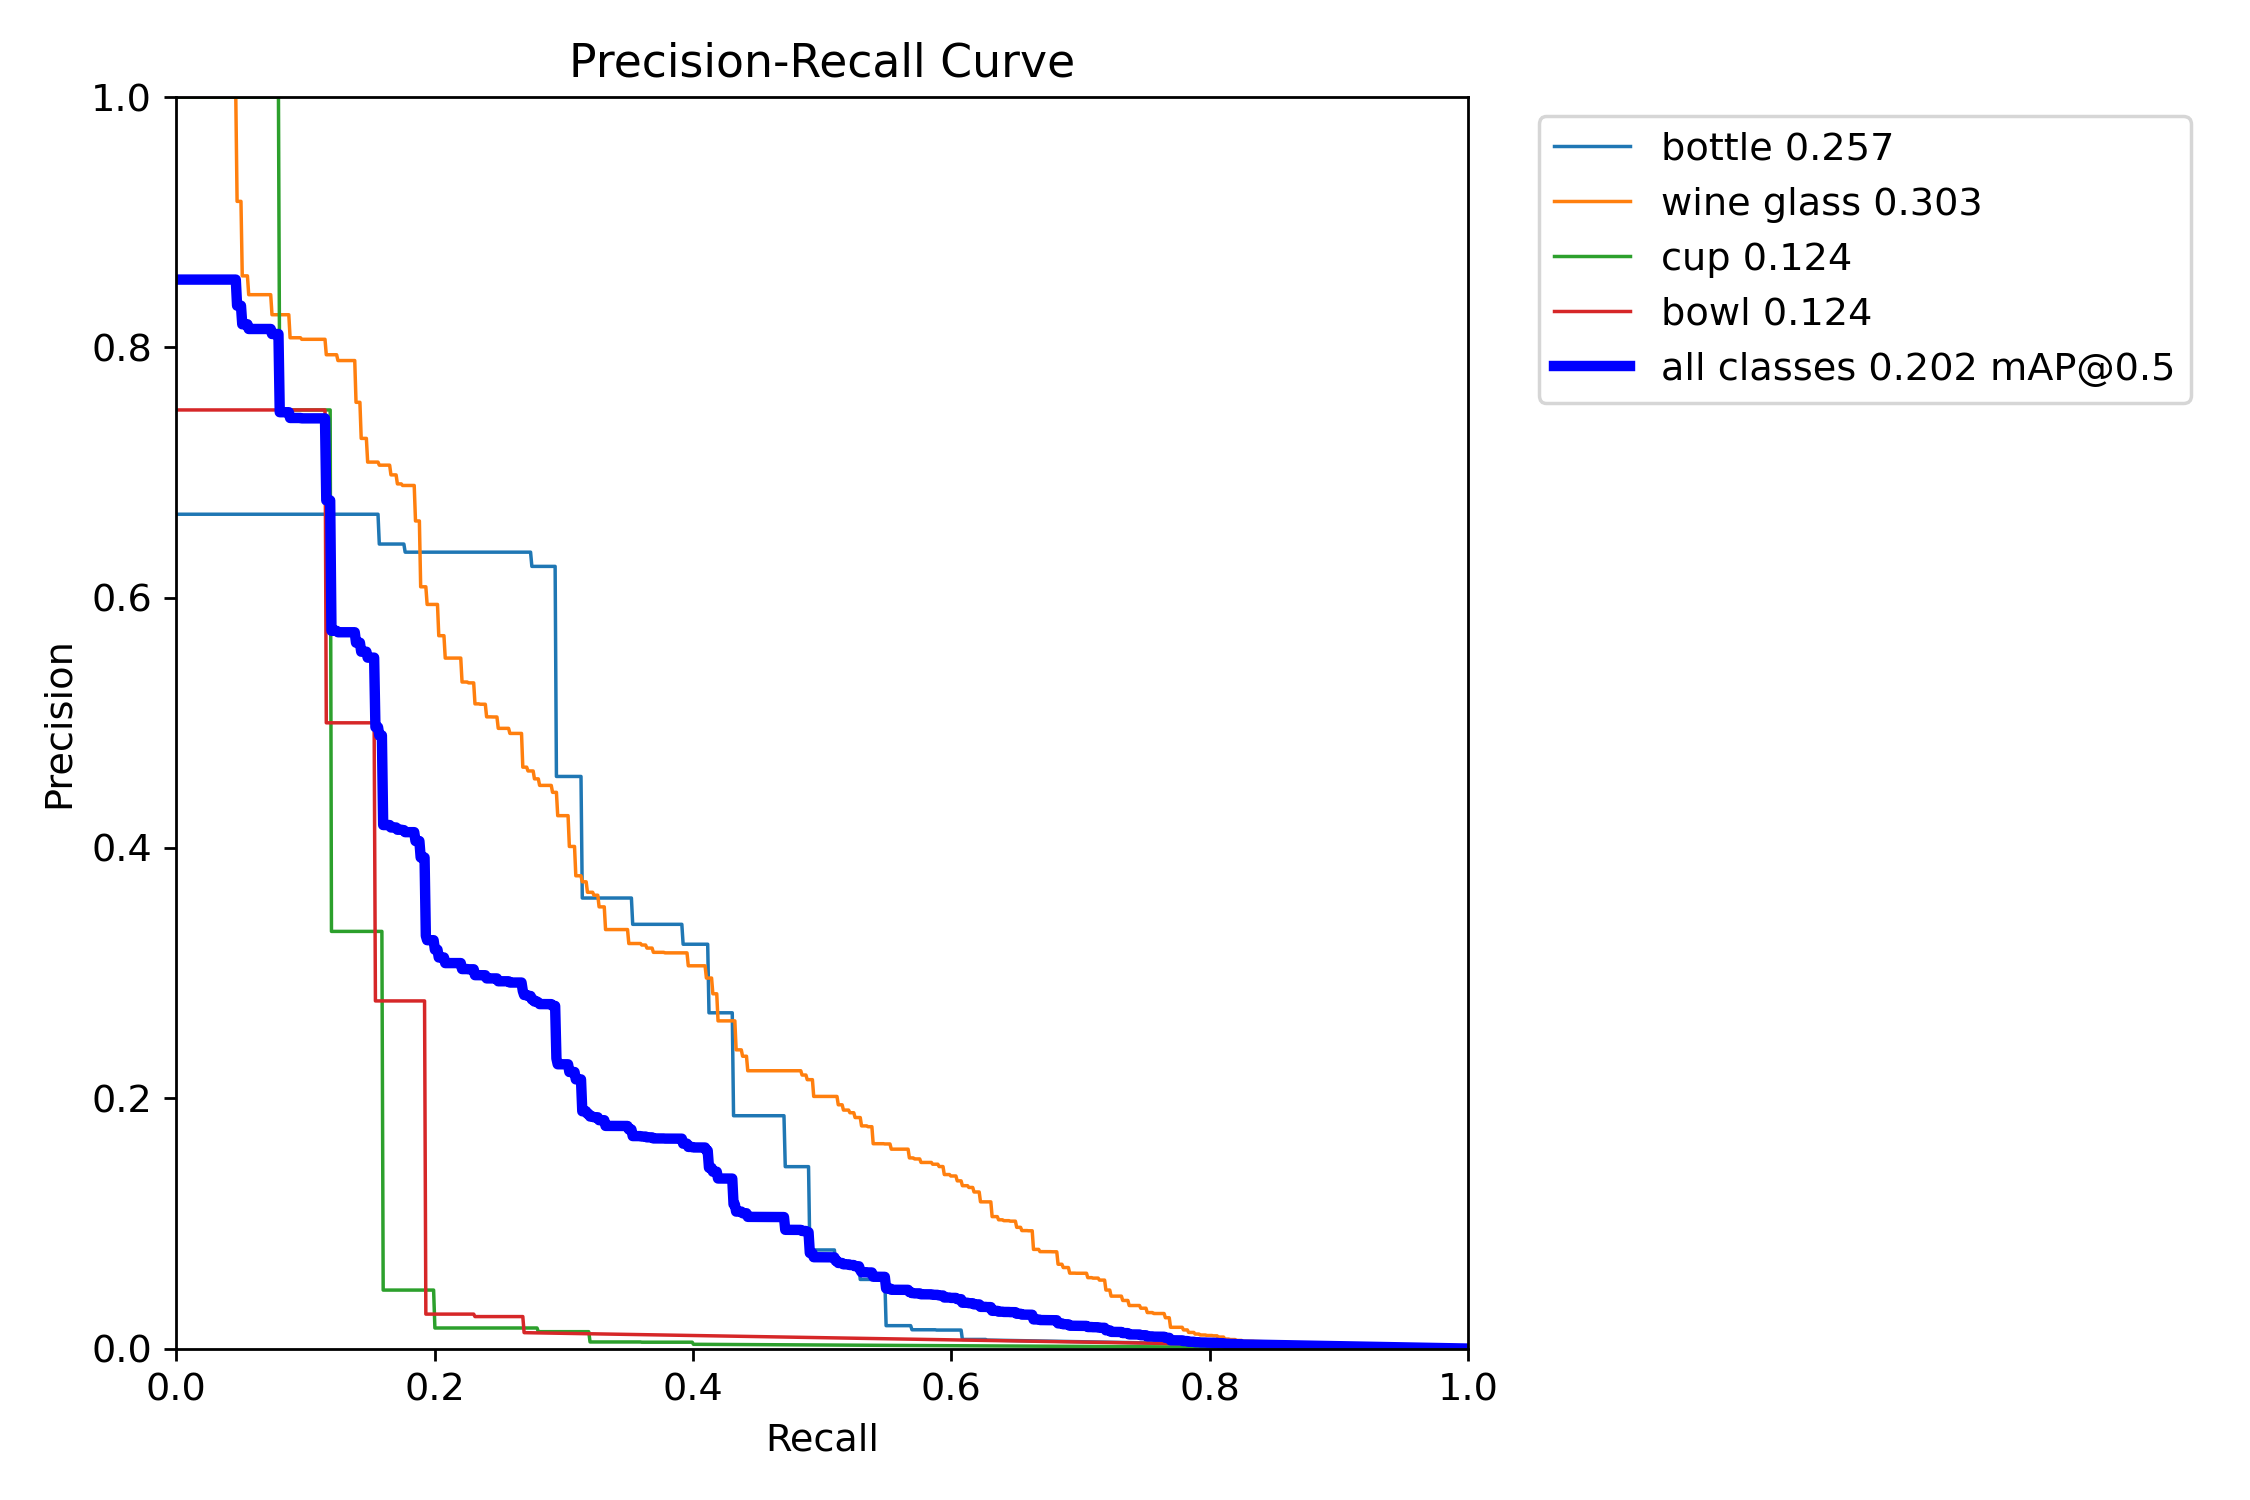 Precision-Recall Curve
1.0
0.8
0.6
0.4
0.2
0.0
Precision
0.0 0.2 0.4 0.6 0.8 1.0
Recall
bottle 0.257
wine glass 0.303
cup 0.124
bowl 0.124
all classes 0.202 mAP@0.5